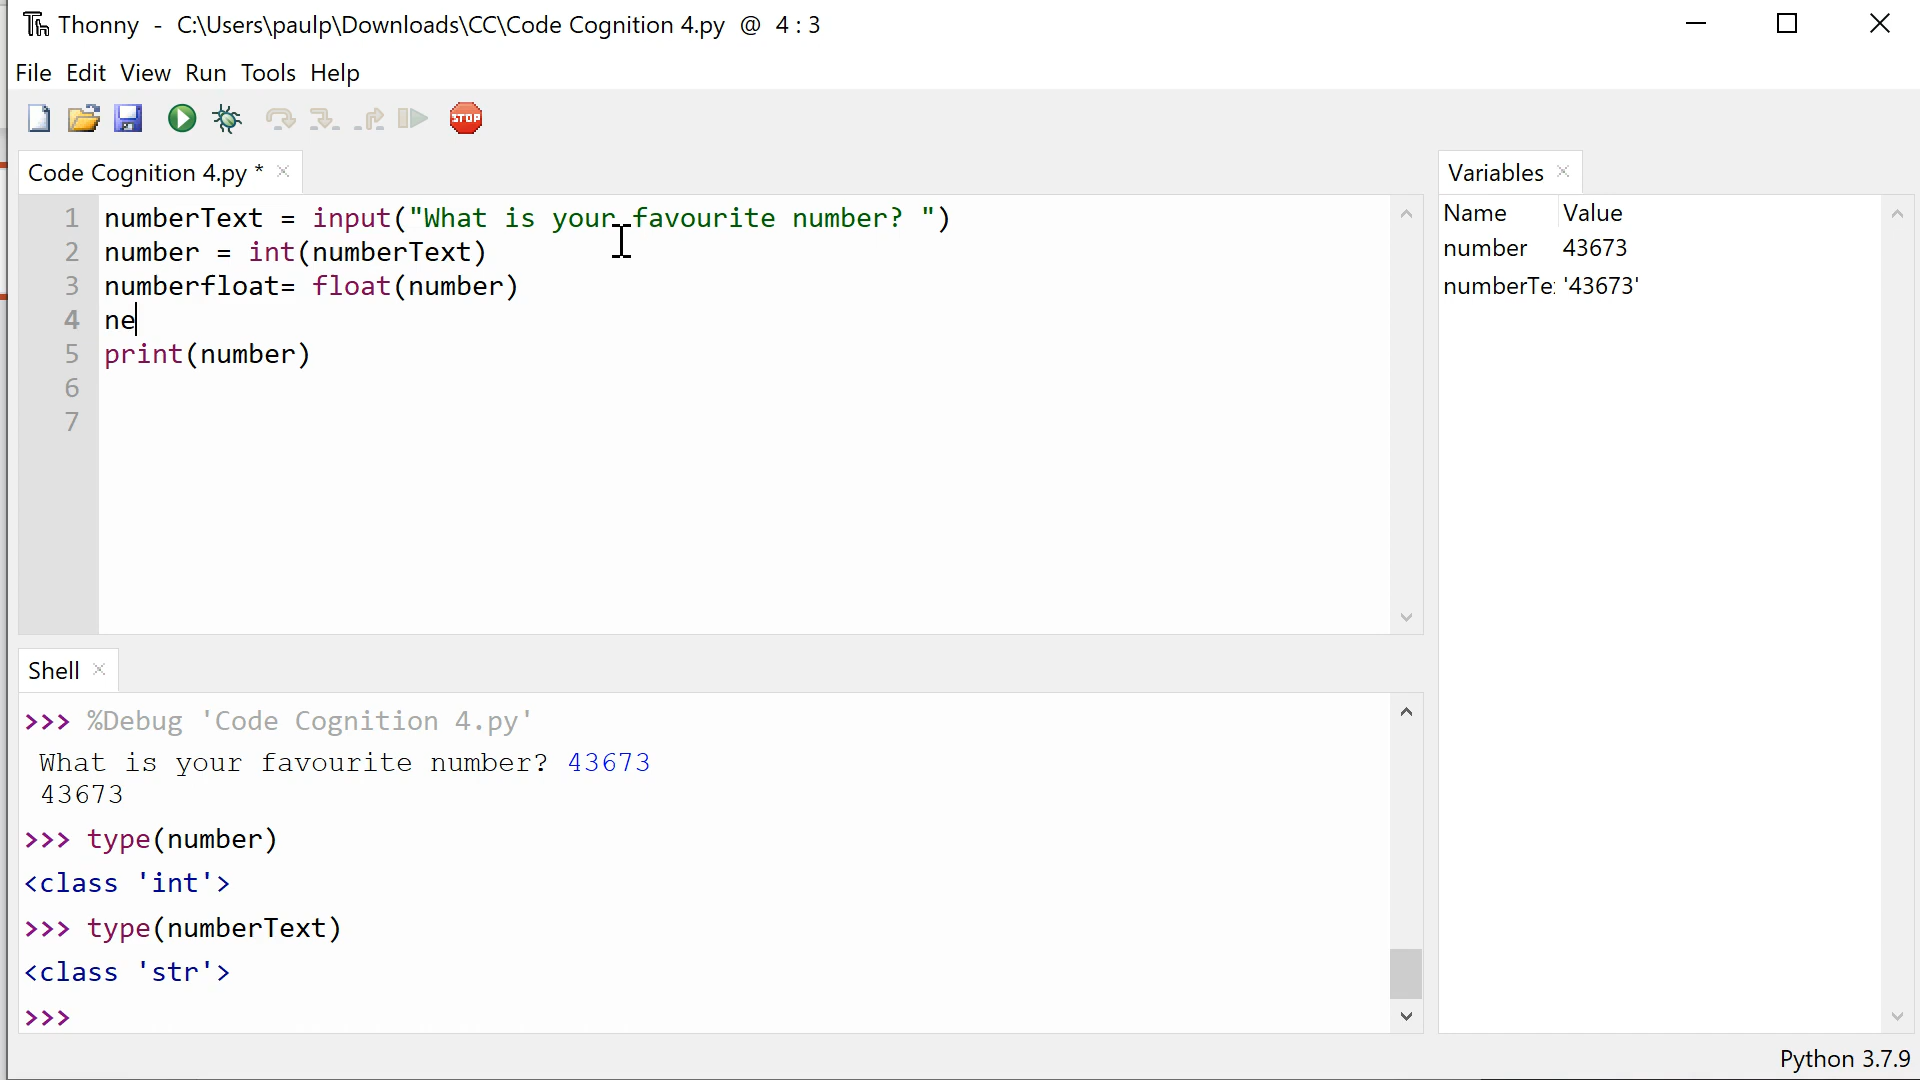 Thonny - C:\Users\paulp\Downloads\CC\Code Cognition 4.py @ 4 : 3
File Edit View Run Tools Help
STOP
Code Cognition 4.py *
1 numberText = input("What is your favourite number? ")
2 number = int(numberText)
3 numberfloat= float(number)
4 ne
5 print(number)
6
7
Variables
Name Value
number 43673
numberTe: '43673'
Shell
>>> %Debug 'Code Cognition 4.py'
What is your favourite number? 43673
43673
>>> type(number)
<class 'int'>
>>> type(numberText)
<class 'str'>
>>>
Python 3.7.9